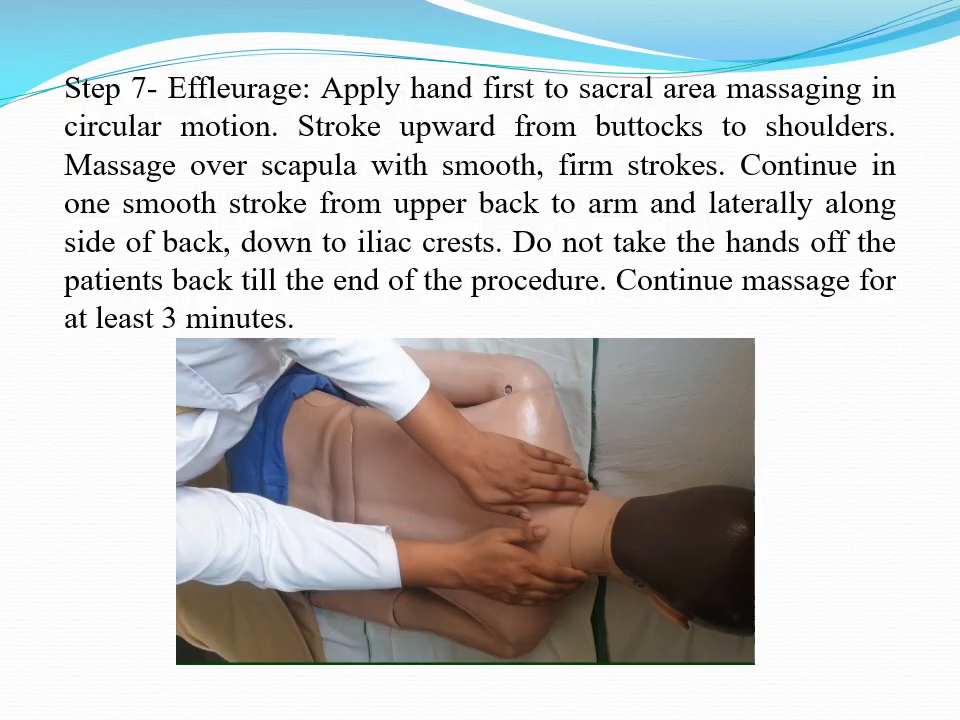 Step 7- Effleurage: Apply hand first to sacral area massaging in
circular motion. Stroke upward from buttocks to shoulders.
Massage over scapula with smooth, firm strokes. Continue in
one smooth stroke from upper back to arm and laterally along
side of back, down to iliac crests. Do not take the hands off the
patients back till the end of the procedure. Continue massage for
at least 3 minutes.